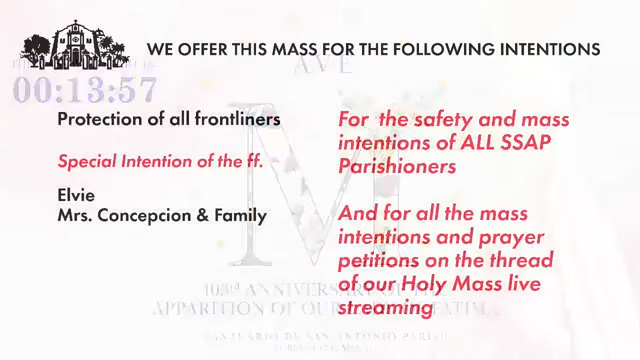 WE OFFER THIS MASS FOR THE FOLLOWING INTENTIONS
AVE
00:13:57
Protection of all frontliners
Special Intention of the ff.
Elvie
Mrs. Concepcion & Family
For the safety and mass
intentions of ALL SSAP
Parishioners
And for all the mass
intentions and prayer
petitions on the thread
of our Holy Mass live
streaming
M
103rd ANNIVERSARY OF THE
APPARITION OF OUR
SANTUARIO DE SAN ANTONIO PARISH